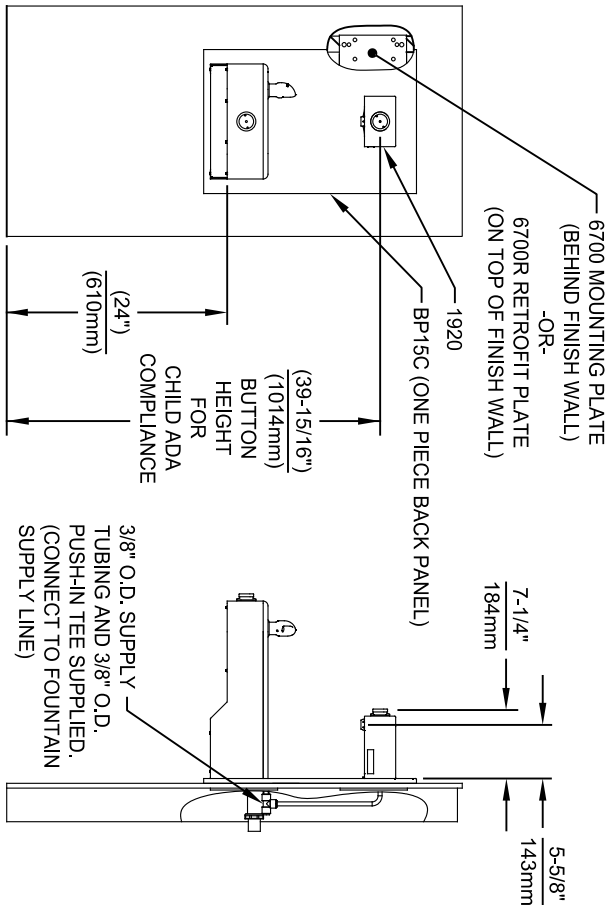 6700 MOUNTING PLATE
(BEHIND FINISH WALL)
-OR-
6700R RETROFIT PLATE
(ON TOP OF FINISH WALL)
1920
BP15C (ONE PIECE BACK PANEL)
(39-15/16")
(1014mm)
BUTTON
HEIGHT
FOR
CHILD ADA
COMPLIANCE
(24")
(610mm)
7-1/4"
184mm
5-5/8"
143mm
3/8" O.D. SUPPLY
TUBING AND 3/8" O.D.
PUSH-IN TEE SUPPLIED.
(CONNECT TO FOUNTAIN
SUPPLY LINE)